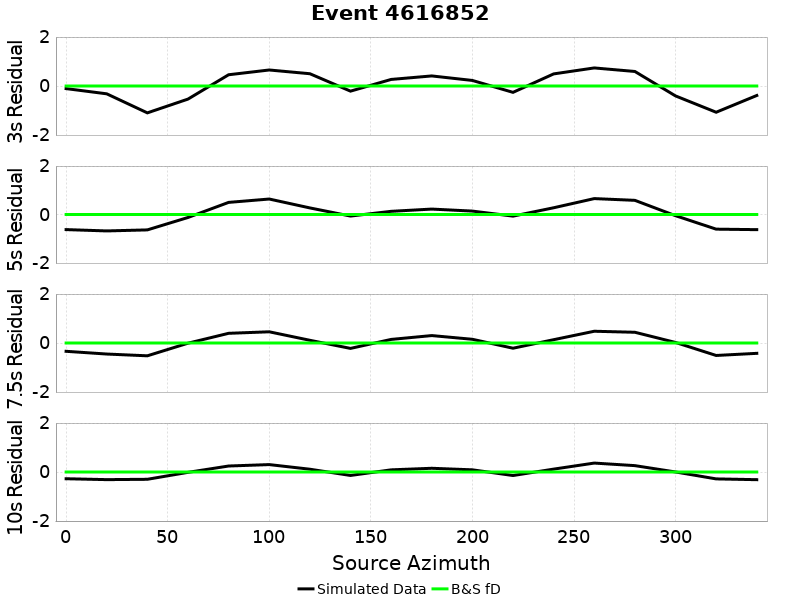 Event 4616852
3s Residual
2
0
-2
5s Residual
2
0
-2
7.5s Residual
2
0
-2
10s Residual
2
0
-2
0 50 100 150 200 250 300
Source Azimuth
Simulated Data B&S fD